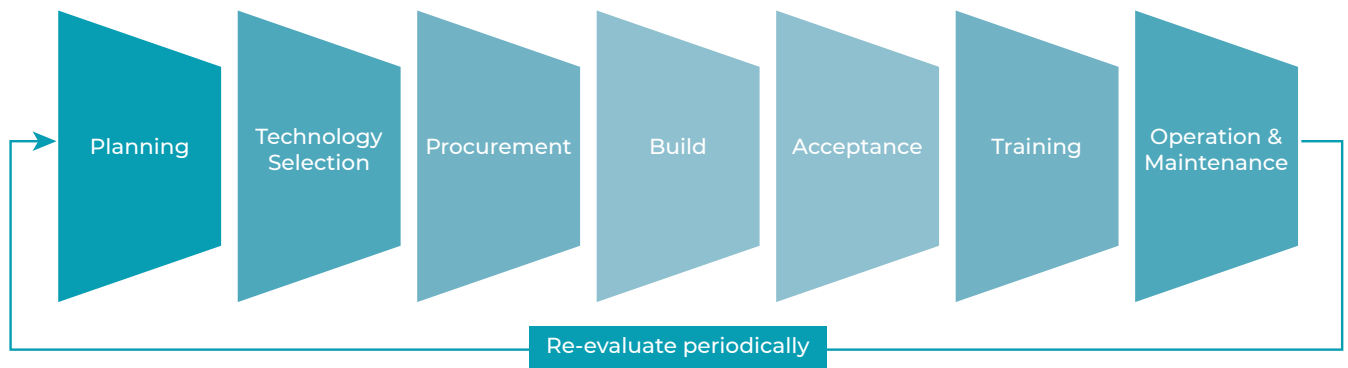 Planning
Technology
Selection
Procurement
Build
Acceptance
Training
Operation &
Maintenance
Re-evaluate periodically